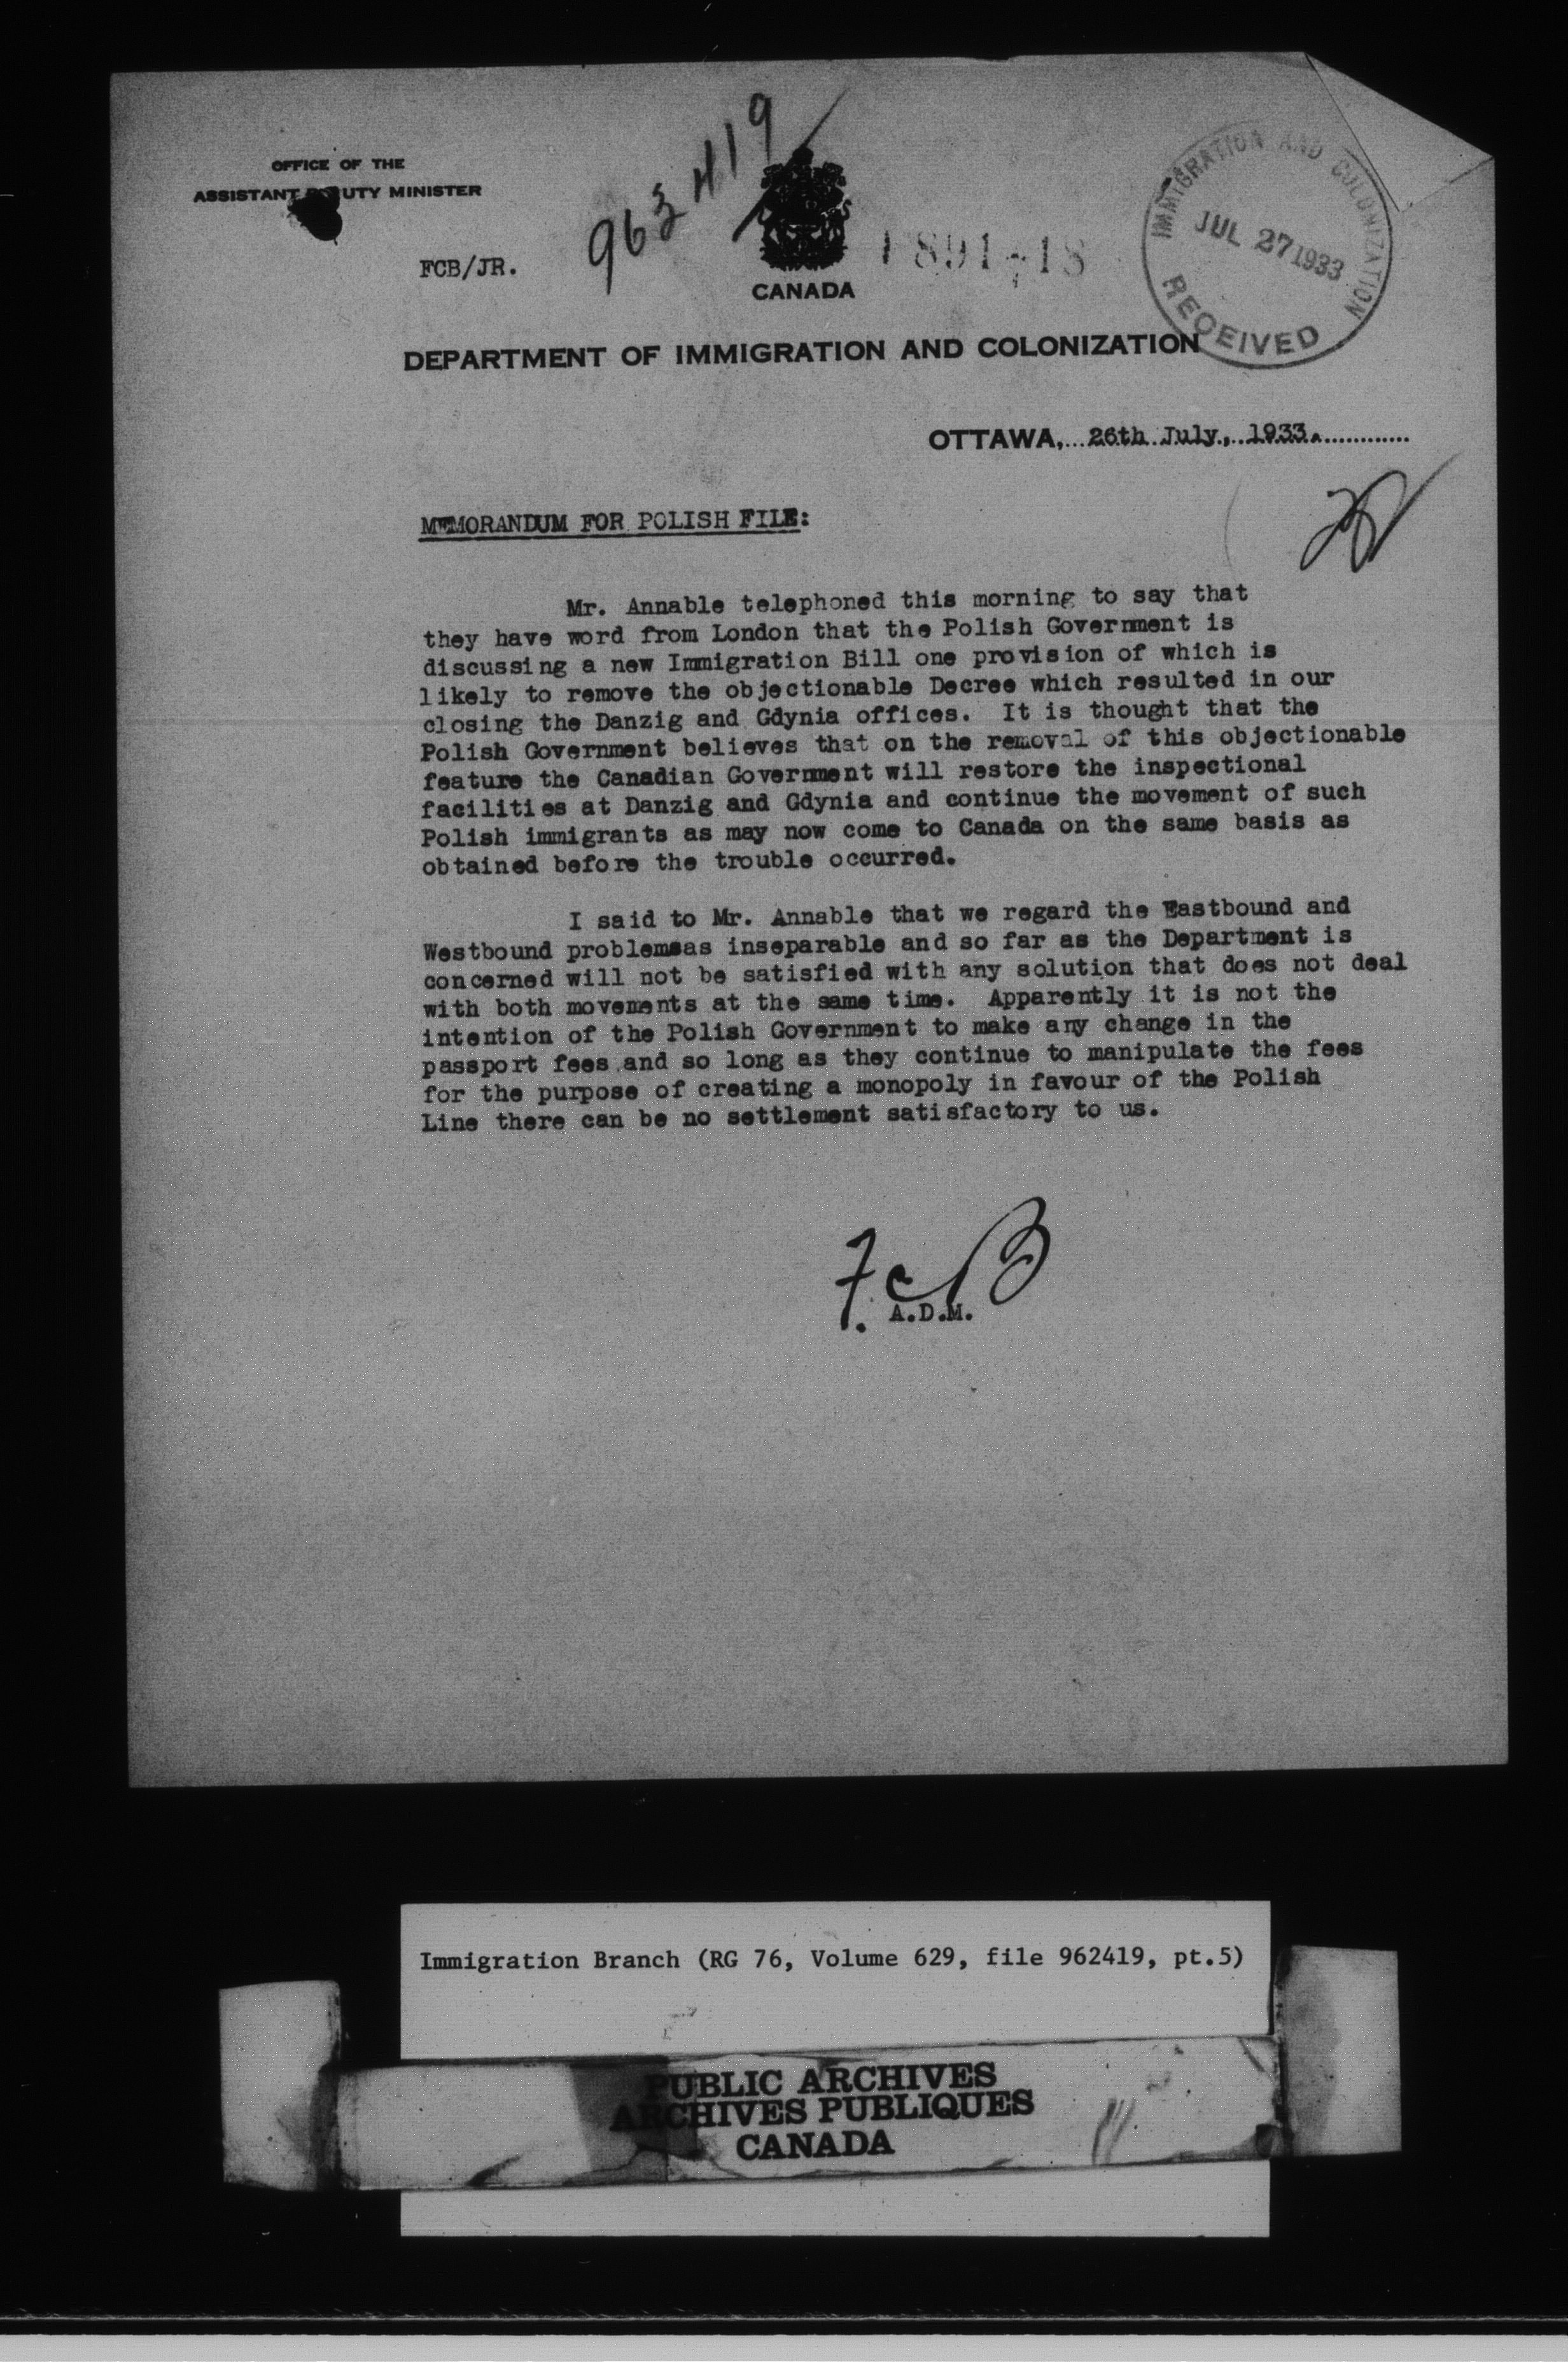 OFFICE OF THE
ASSISTANT DEPUTY MINISTER
963419
FCB/JR.
CANADA
IMMIGRATION AND COLONIZATION
JUL 27 1933
RECEIVED
DEPARTMENT OF IMMIGRATION AND COLONIZATION
OTTAWA, 26th July, 1933.
MEMORANDUM FOR POLISH FILE:
Mr. Annable telephoned this morning to say that
they have word from London that the Polish Government is
discussing a new Immigration Bill one provision of which is
likely to remove the objectionable Decree which resulted in our
closing the Danzig and Gdynia offices. It is thought that the
Polish Government believes that on the removal of this objectionable
feature the Canadian Government will restore the inspectional
facilities at Danzig and Gdynia and continue the movement of such
Polish immigrants as may now come to Canada on the same basis as
obtained before the trouble occurred.
I said to Mr. Annable that we regard the Eastbound and
Westbound problemsas inseparable and so far as the Department is
concerned will not be satisfied with any solution that does not deal
with both movements at the same time. Apparently it is not the
intention of the Polish Government to make any change in the
passport fees,and so long as they continue to manipulate the fees
for the purpose of creating a monopoly in favour of the Polish
Line there can be no settlement satisfactory to us.
F.C.B
A.D.M.
Immigration Branch (RG 76, Volume 629, file 962419, pt.5)
PUBLIC ARCHIVES
ARCHIVES PUBLIQUES
CANADA